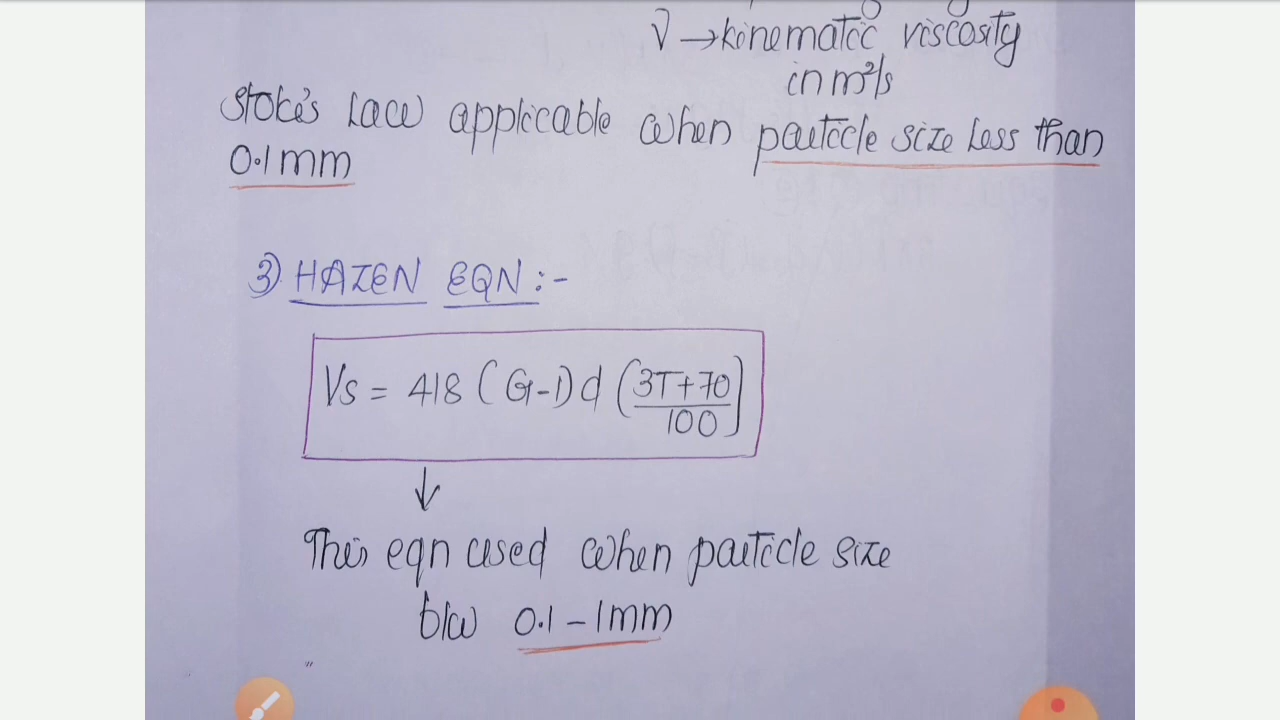 ν → kinematic viscosity
in m²/s
Stoke's Law applicable when particle size less than
0.1mm
3) HAZEN EQN :-
Vs = 418 (G-1) d (3T+70/100)
↓
This eqn used when particle size
b/w 0.1 – 1mm